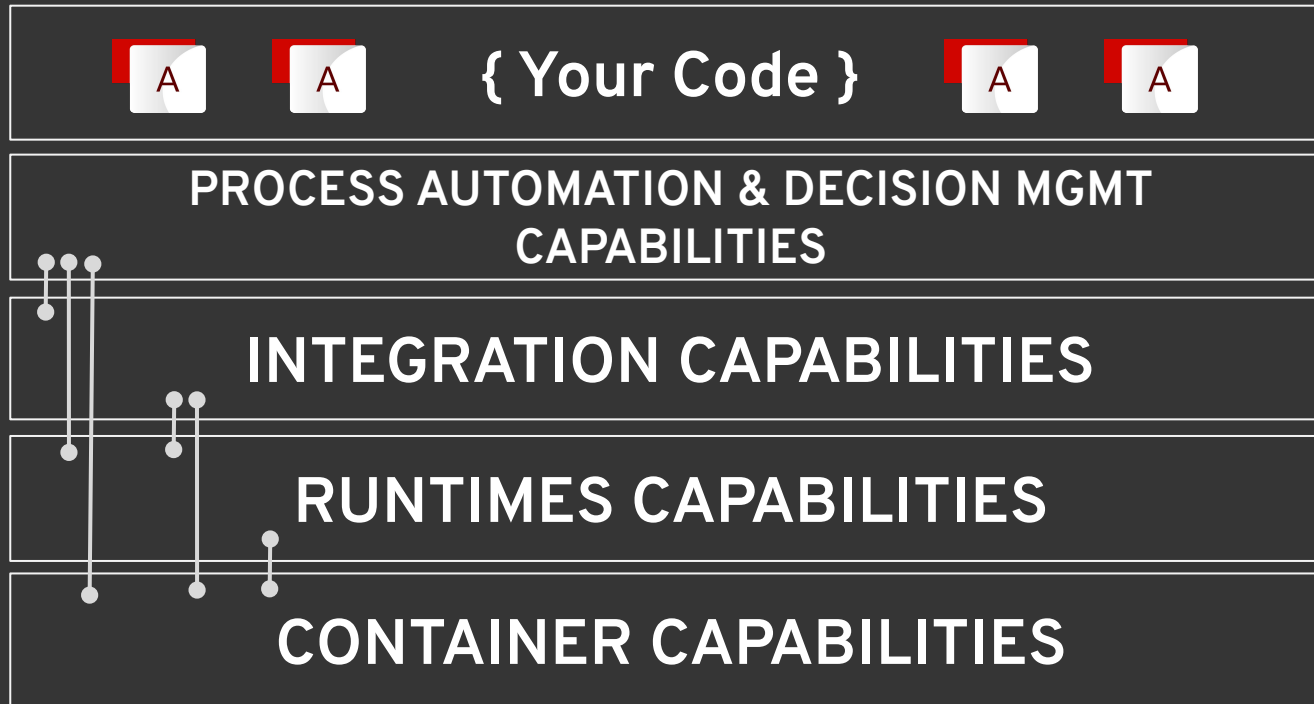 A A { Your Code } A A
PROCESS AUTOMATION & DECISION MGMT
CAPABILITIES
INTEGRATION CAPABILITIES
RUNTIMES CAPABILITIES
CONTAINER CAPABILITIES